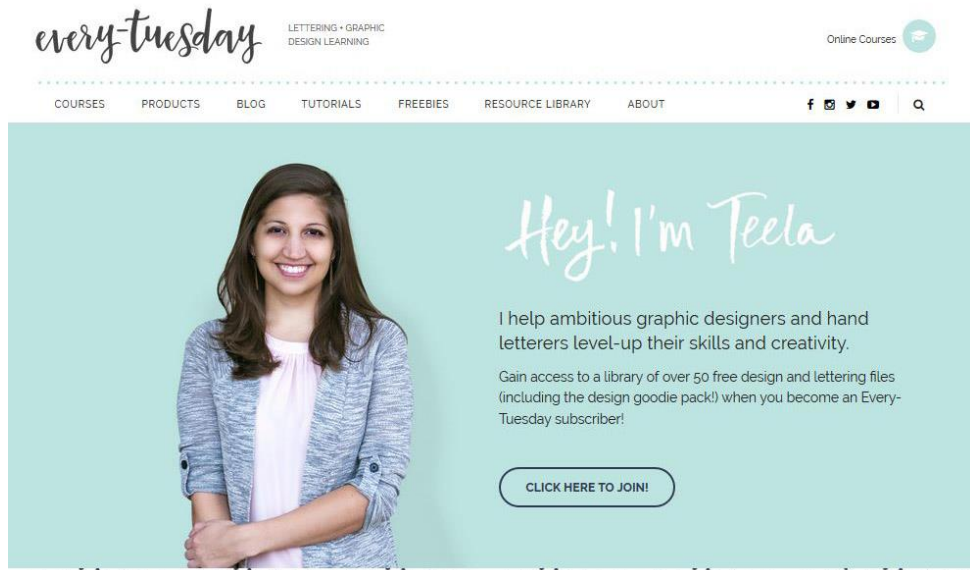 every-tuesday
LETTERING + GRAPHIC
DESIGN LEARNING
Online Courses
COURSES PRODUCTS BLOG TUTORIALS FREEBIES RESOURCE LIBRARY ABOUT
Hey! I'm Teela
I help ambitious graphic designers and hand
letterers level-up their skills and creativity.
Gain access to a library of over 50 free design and lettering files
(including the design goodie pack!) when you become an Every-
Tuesday subscriber!
CLICK HERE TO JOIN!